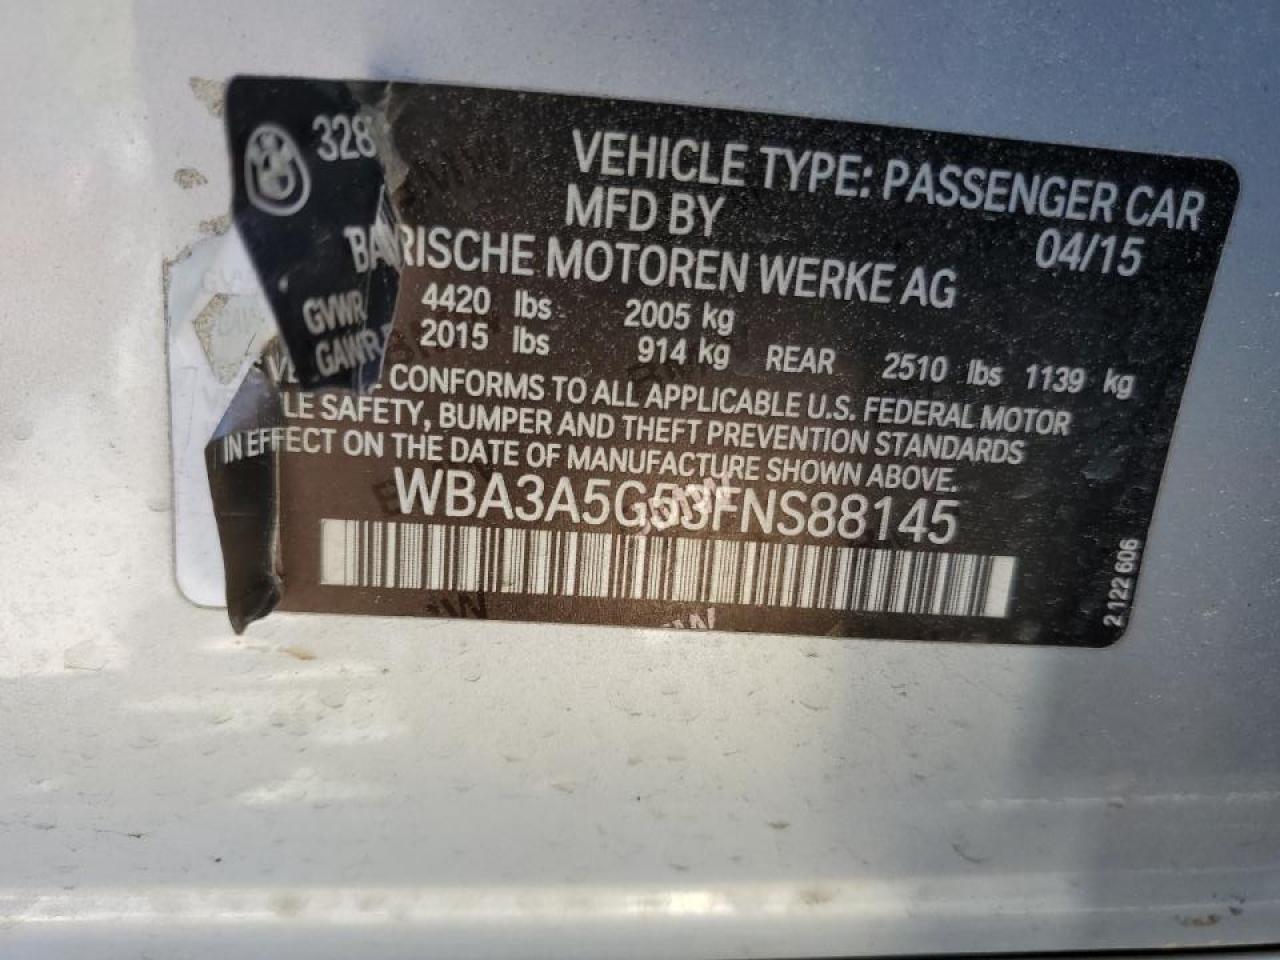 328
VEHICLE TYPE: PASSENGER CAR
MFD BY
04/15
BAYERISCHE MOTOREN WERKE AG
GVWR 4420 lbs 2005 kg
GAWR 2015 lbs 914 kg REAR 2510 lbs 1139 kg
CONFORMS TO ALL APPLICABLE U.S. FEDERAL MOTOR
LE SAFETY, BUMPER AND THEFT PREVENTION STANDARDS
IN EFFECT ON THE DATE OF MANUFACTURE SHOWN ABOVE.
WBA3A5G53FNS88145
2 122 606